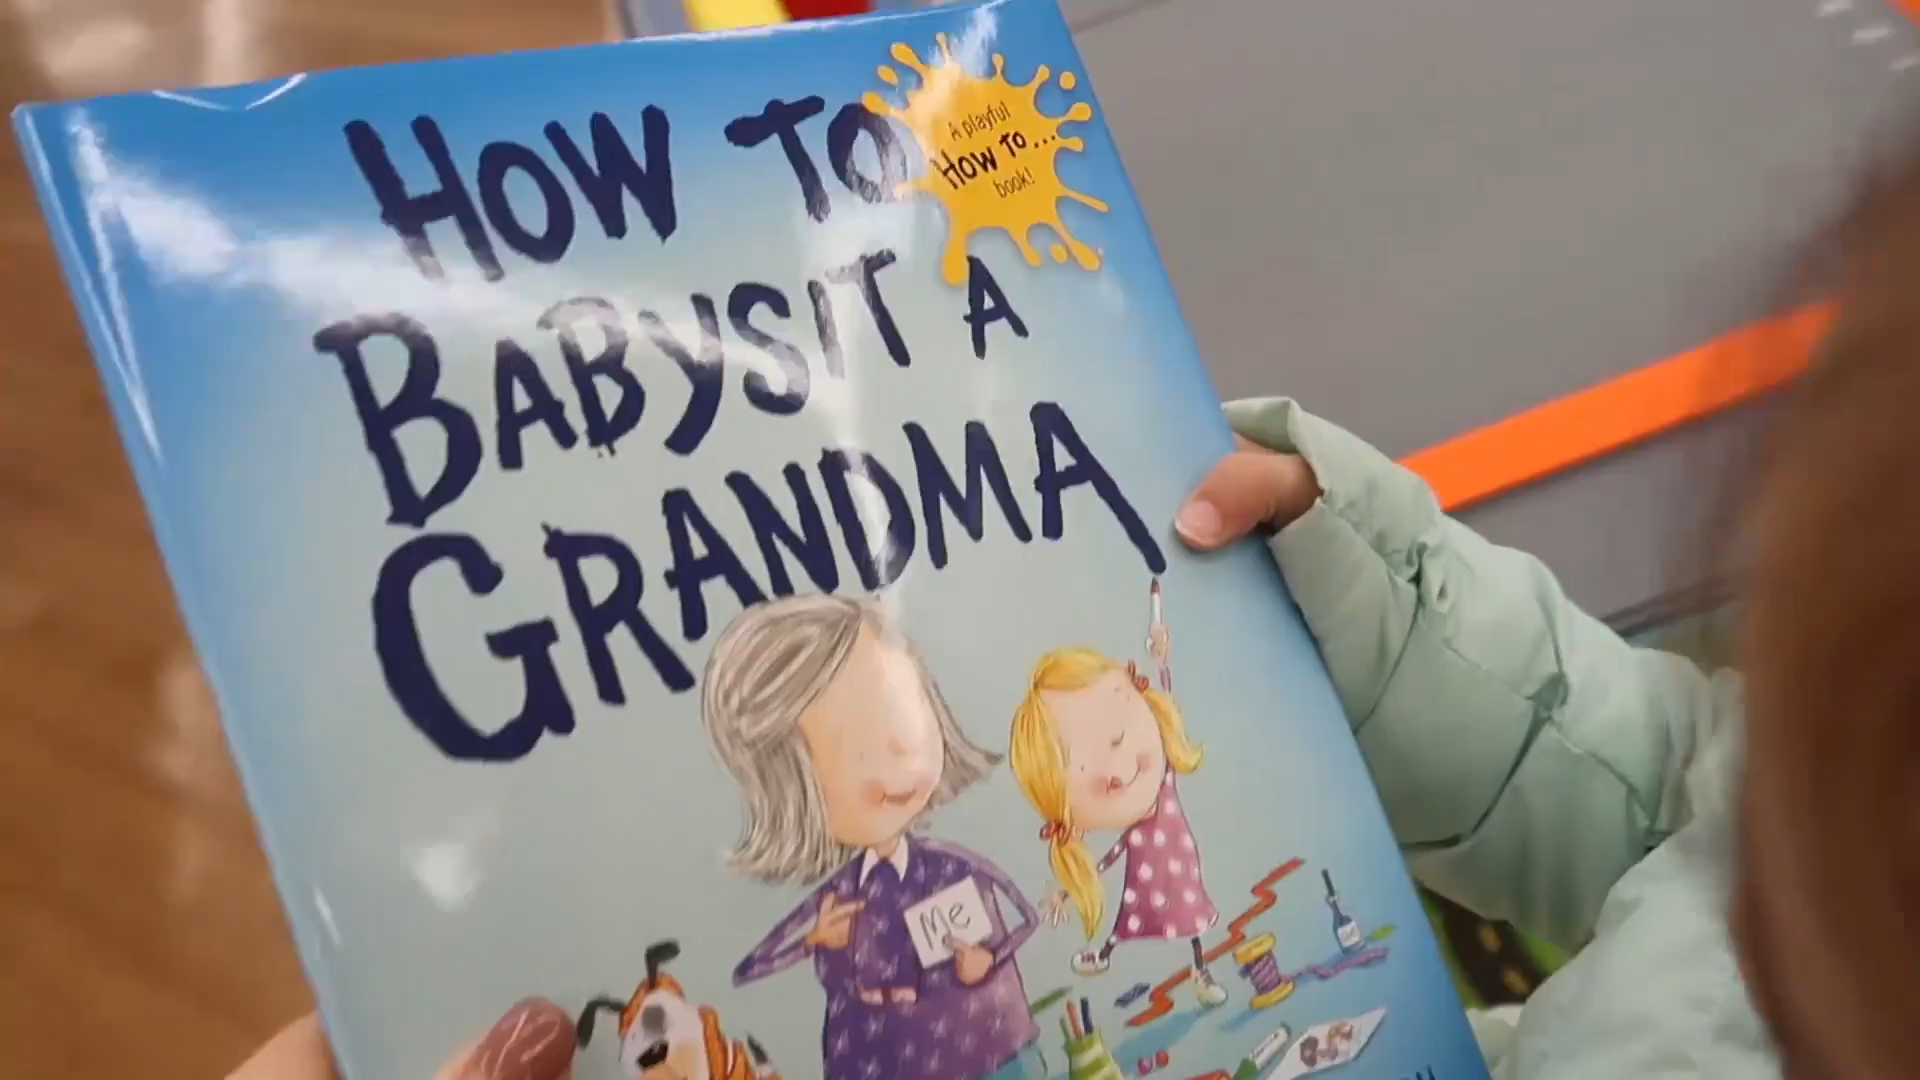 HOW TO
BABYSIT A
GRANDMA
A playful
HOW TO...
book!
Me